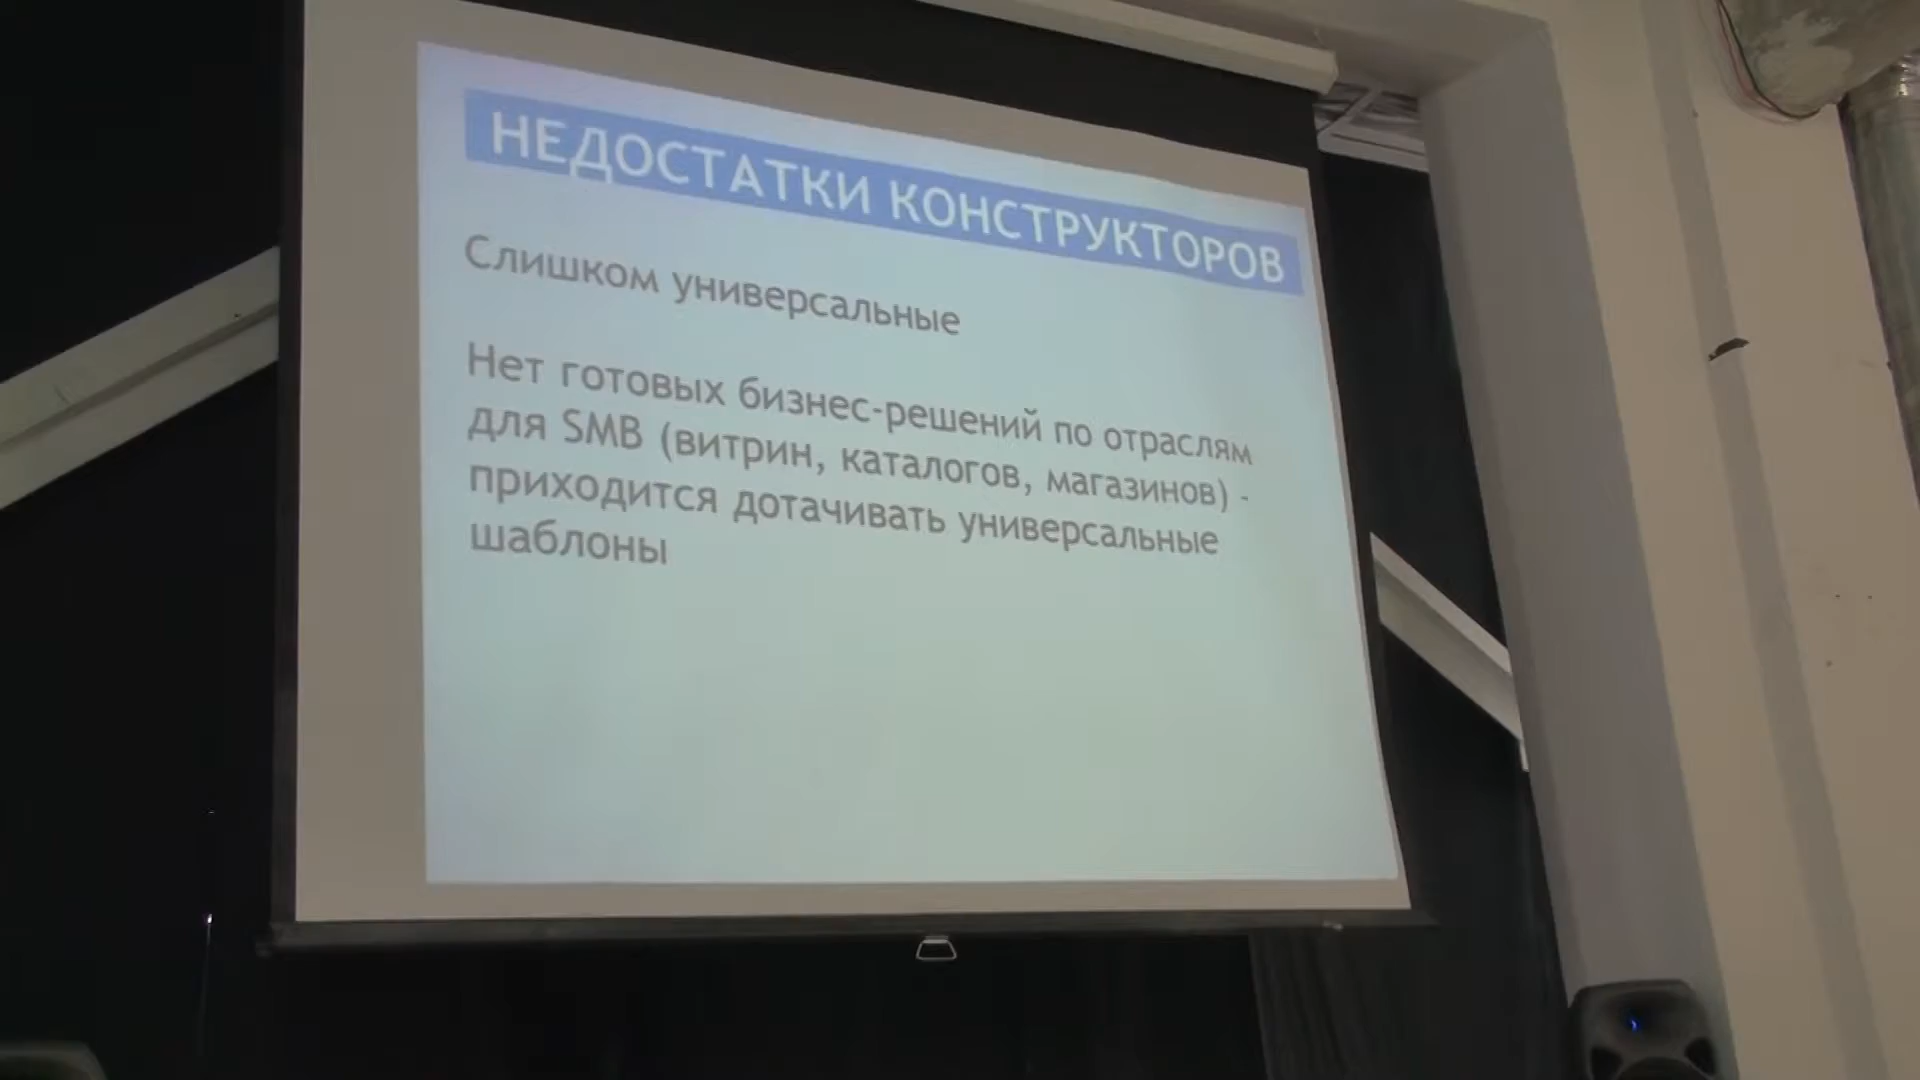 НЕДОСТАТКИ КОНСТРУКТОРОВ
Слишком универсальные
Нет готовых бизнес-решений по отраслям
для SMB (витрин, каталогов, магазинов) -
приходится дотачивать универсальные
шаблоны